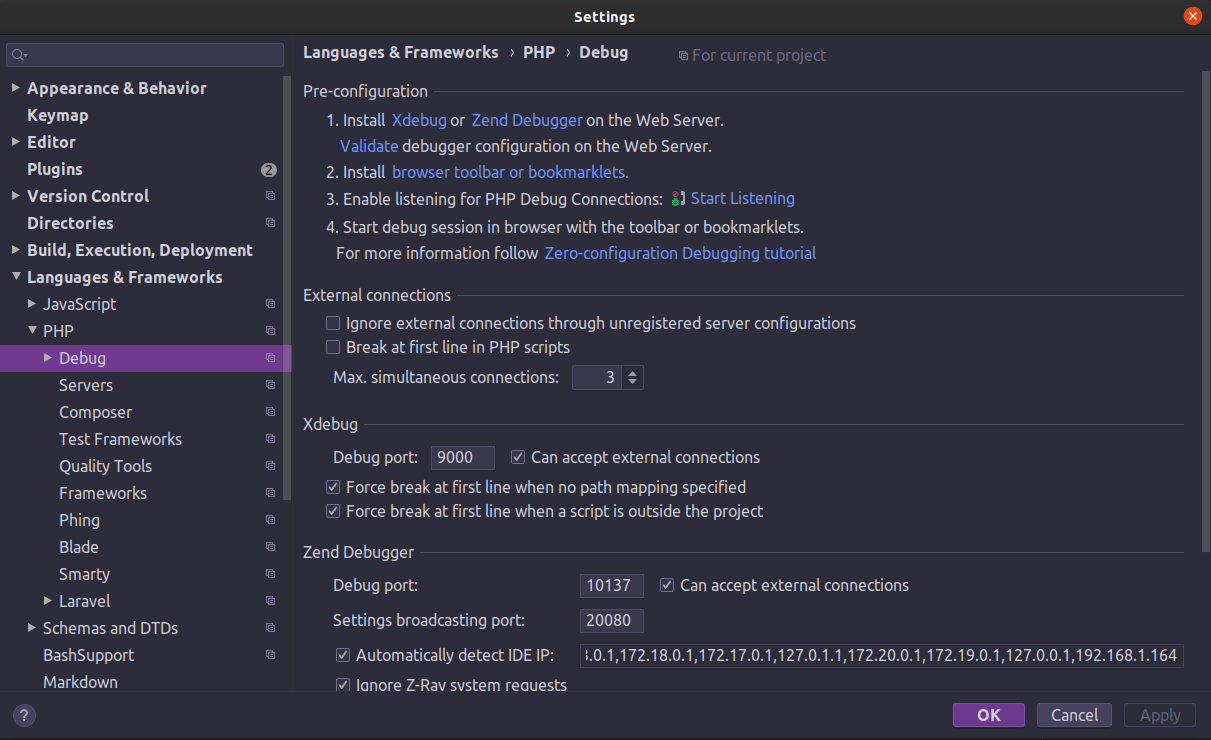 Settings
Appearance & Behavior
Keymap
Editor
Plugins 2
Version Control
Directories
Build, Execution, Deployment
Languages & Frameworks
JavaScript
PHP
Debug
Servers
Composer
Test Frameworks
Quality Tools
Frameworks
Phing
Blade
Smarty
Laravel
Schemas and DTDs
BashSupport
Markdown
?
Languages & Frameworks › PHP › Debug For current project
Pre-configuration
1. Install Xdebug or Zend Debugger on the Web Server.
Validate debugger configuration on the Web Server.
2. Install browser toolbar or bookmarklets.
3. Enable listening for PHP Debug Connections: Start Listening
4. Start debug session in browser with the toolbar or bookmarklets.
For more information follow Zero-configuration Debugging tutorial
External connections
Ignore external connections through unregistered server configurations
Break at first line in PHP scripts
Max. simultaneous connections: 3
Xdebug
Debug port: 9000 Can accept external connections
Force break at first line when no path mapping specified
Force break at first line when a script is outside the project
Zend Debugger
Debug port: 10137 Can accept external connections
Settings broadcasting port: 20080
Automatically detect IDE IP: .0.1,172.18.0.1,172.17.0.1,127.0.1.1,172.20.0.1,172.19.0.1,127.0.0.1,192.168.1.164
Ignore Z-Ray system requests
OK Cancel Apply